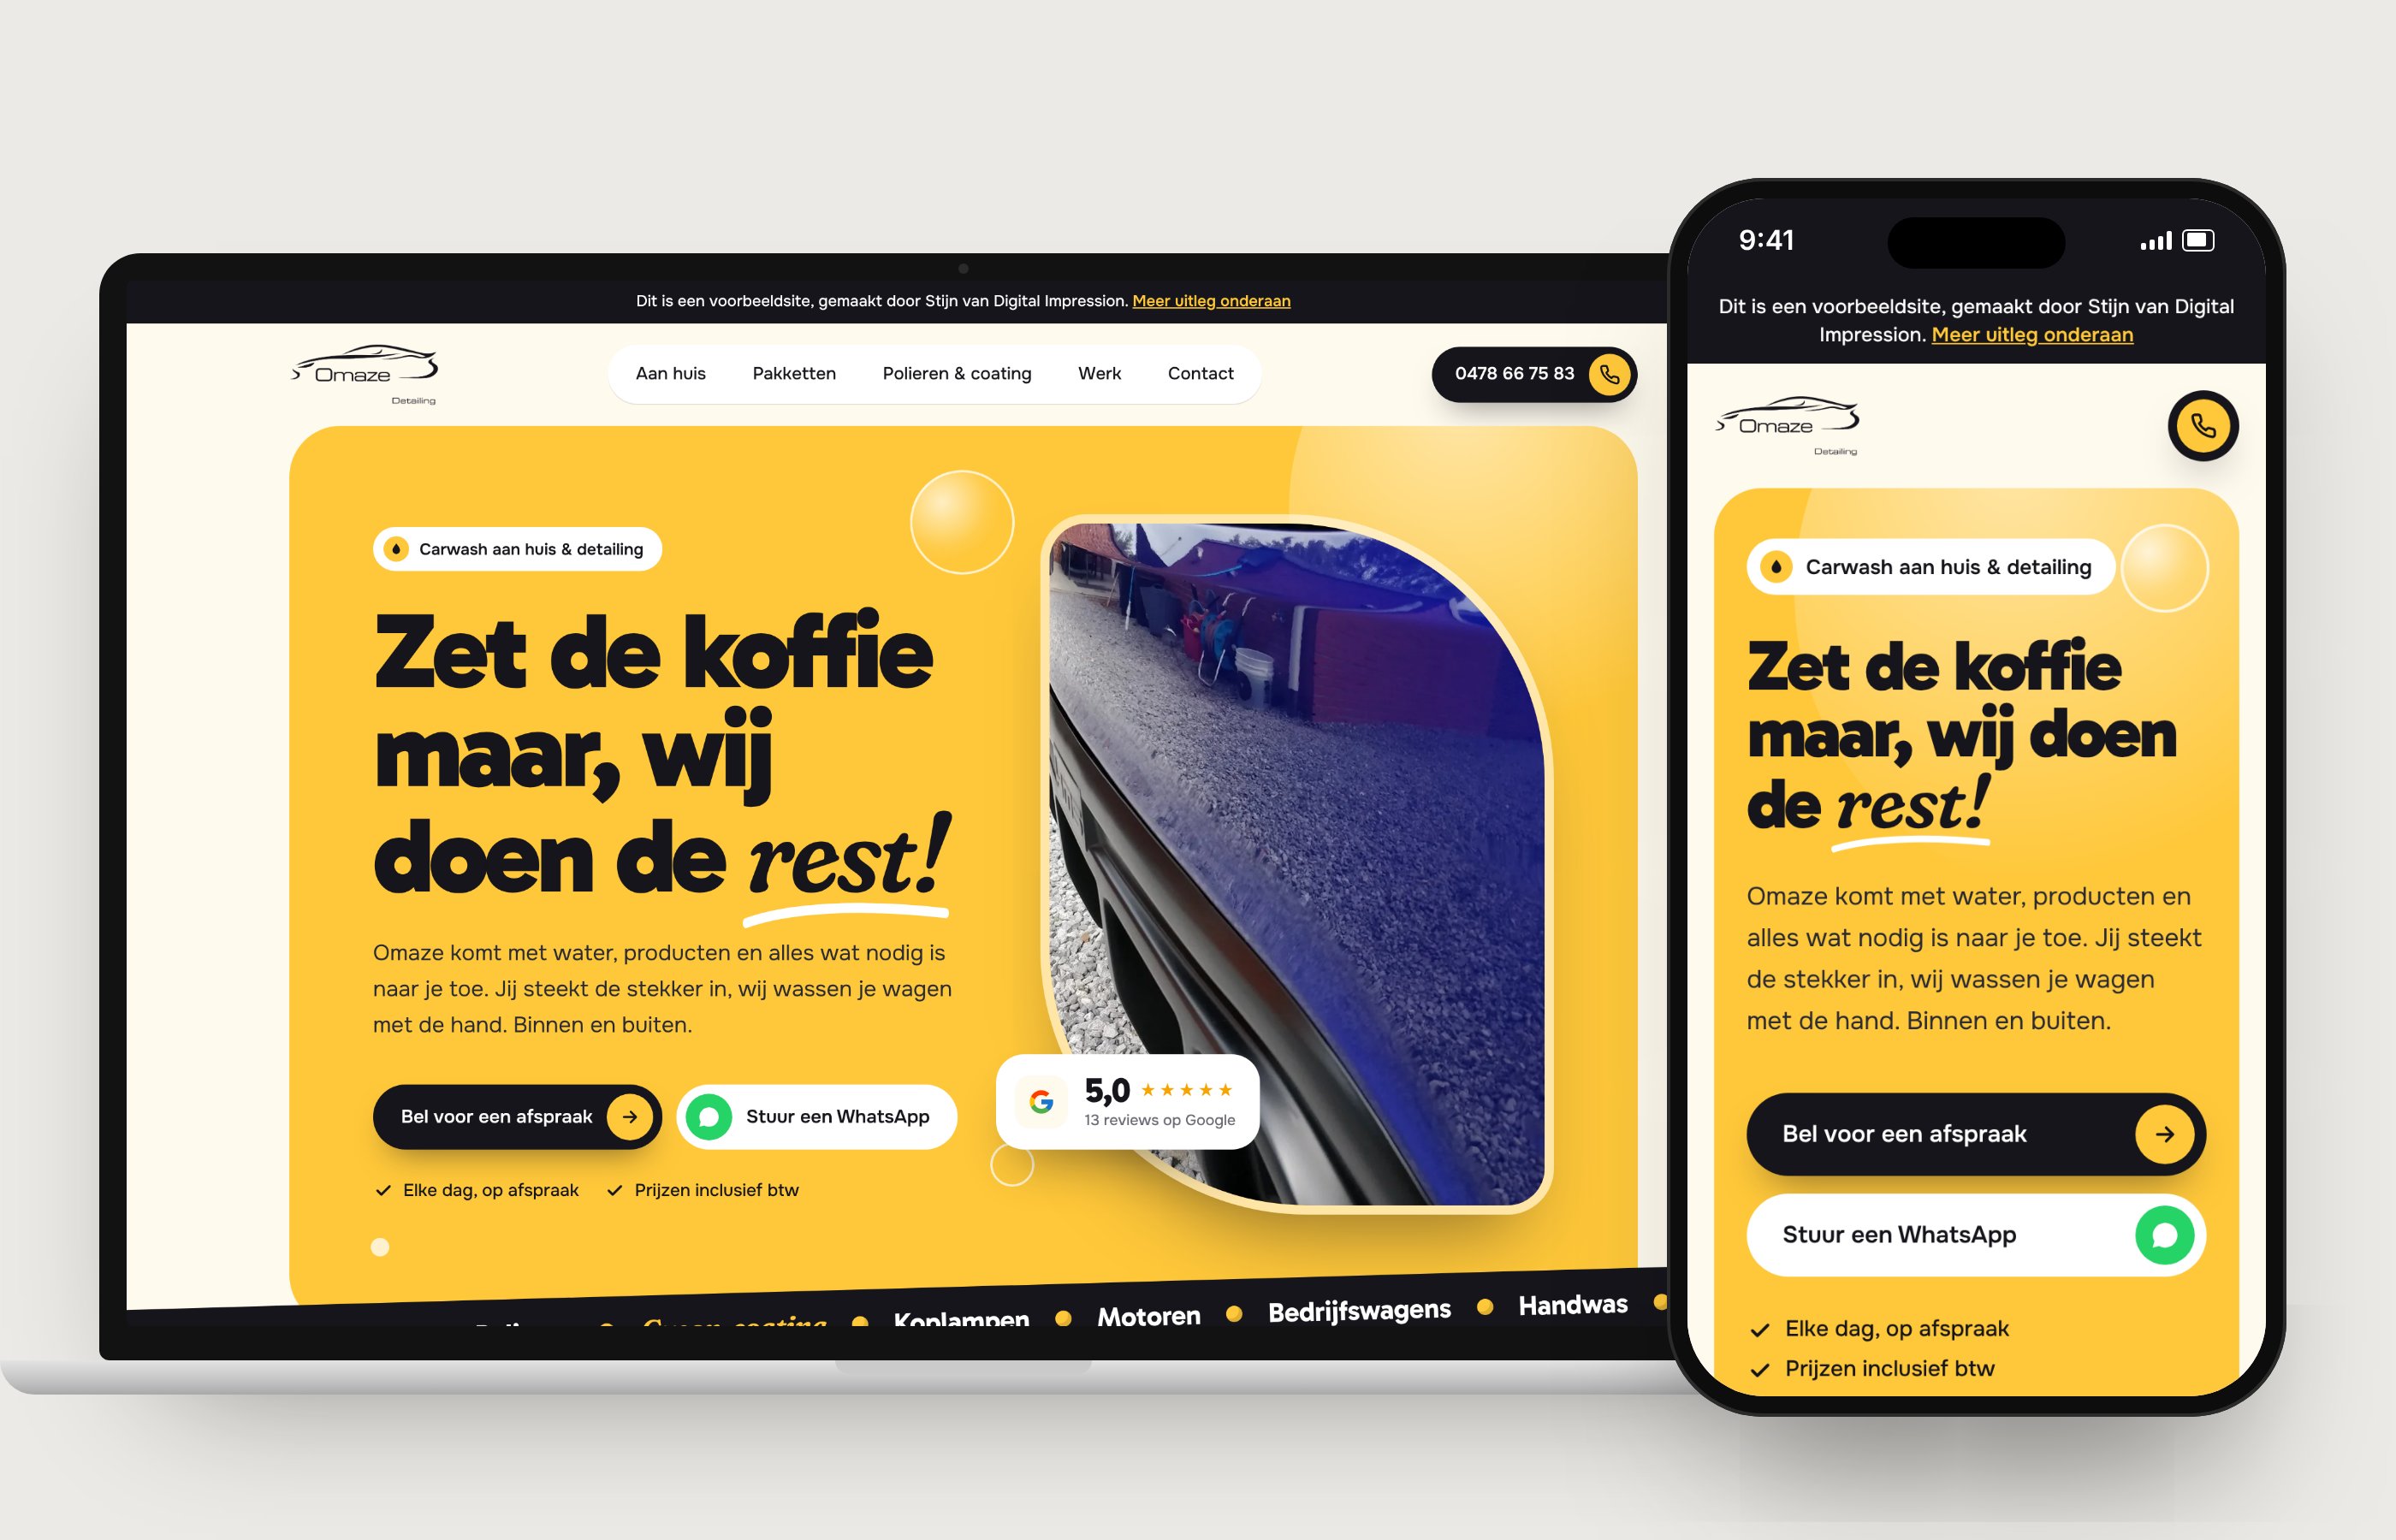 Dit is een voorbeeldsite, gemaakt door Stijn van Digital Impression. Meer uitleg onderaan
Omaze
Detailing
Aan huis
Pakketten
Polieren & coating
Werk
Contact
0478 66 75 83
Carwash aan huis & detailing
Zet de koffie
maar, wij
doen de rest!
Omaze komt met water, producten en alles wat nodig is
naar je toe. Jij steekt de stekker in, wij wassen je wagen
met de hand. Binnen en buiten.
Bel voor een afspraak
Stuur een WhatsApp
5,0
13 reviews op Google
Elke dag, op afspraak
Prijzen inclusief btw
Koplampen
Motoren
Bedrijfswagens
Handwas
9:41
Dit is een voorbeeldsite, gemaakt door Stijn van Digital
Impression. Meer uitleg onderaan
Omaze
Detailing
Carwash aan huis & detailing
Zet de koffie
maar, wij doen
de rest!
Omaze komt met water, producten en
alles wat nodig is naar je toe. Jij steekt
de stekker in, wij wassen je wagen
met de hand. Binnen en buiten.
Bel voor een afspraak
Stuur een WhatsApp
Elke dag, op afspraak
Prijzen inclusief btw